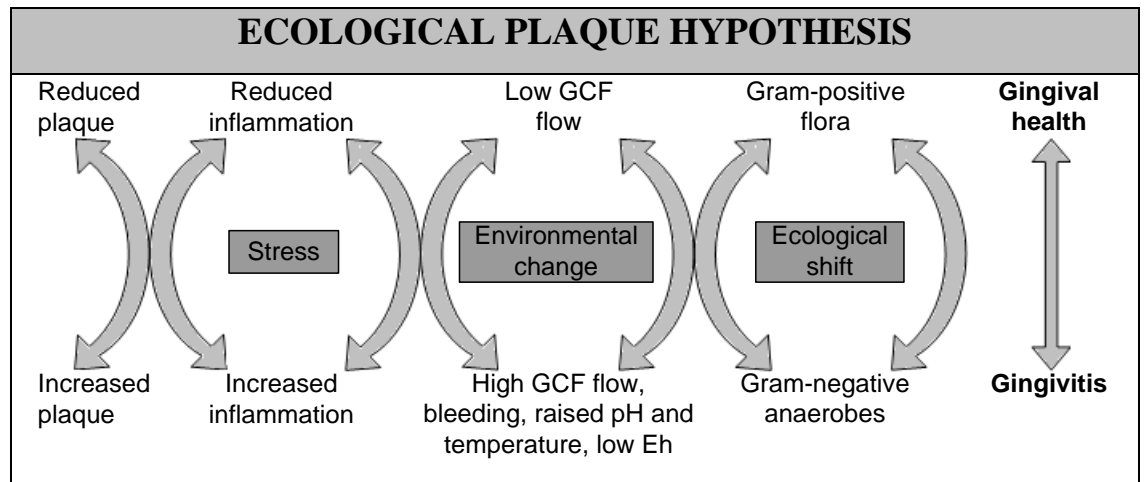 ECOLOGICAL PLAQUE HYPOTHESIS
Reduced
plaque
Reduced
inflammation
Low GCF
flow
Gram-positive
flora
Gingival
health
Stress
Environmental
change
Ecological
shift
Increased
plaque
Increased
inflammation
High GCF flow,
bleeding, raised pH and
temperature, low Eh
Gram-negative
anaerobes
Gingivitis